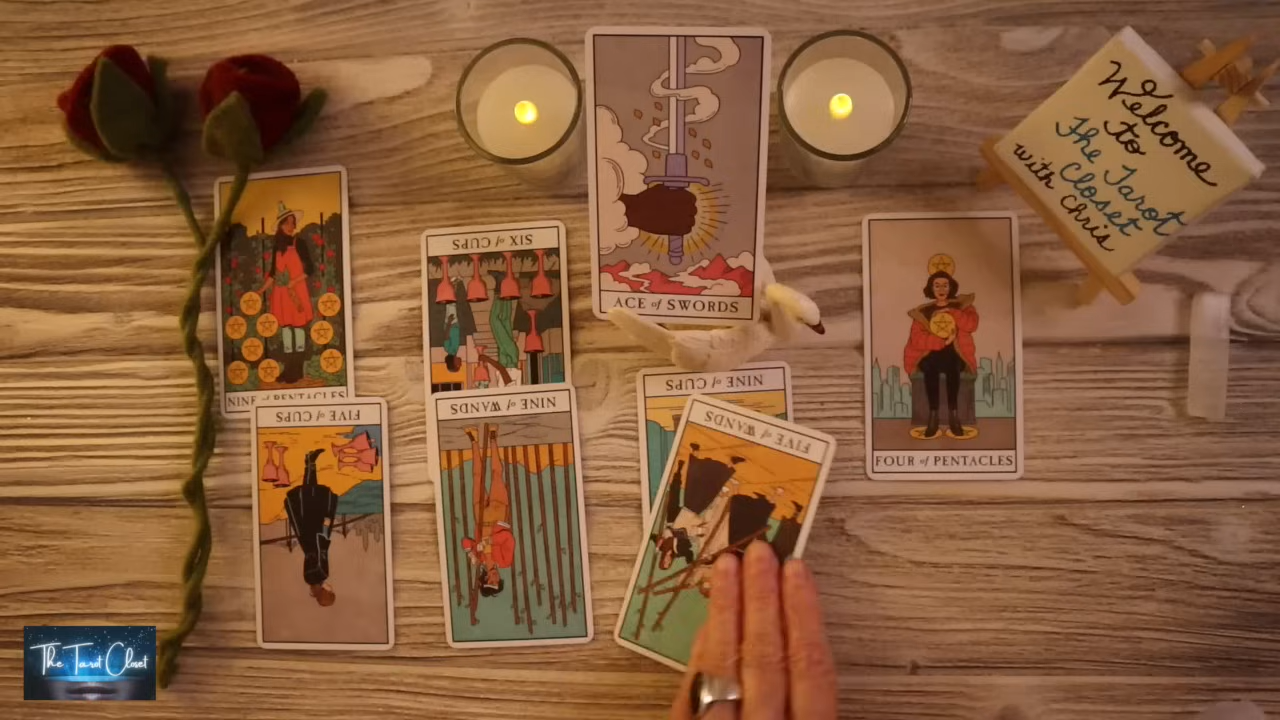 ACE of SWORDS
Welcome
to
The Tarot
Closet
with Chris
NINE of PENTACLES
SIX of CUPS
FOUR of PENTACLES
FIVE of CUPS
NINE of WANDS
NINE of CUPS
FIVE of WANDS
The Tarot Closet